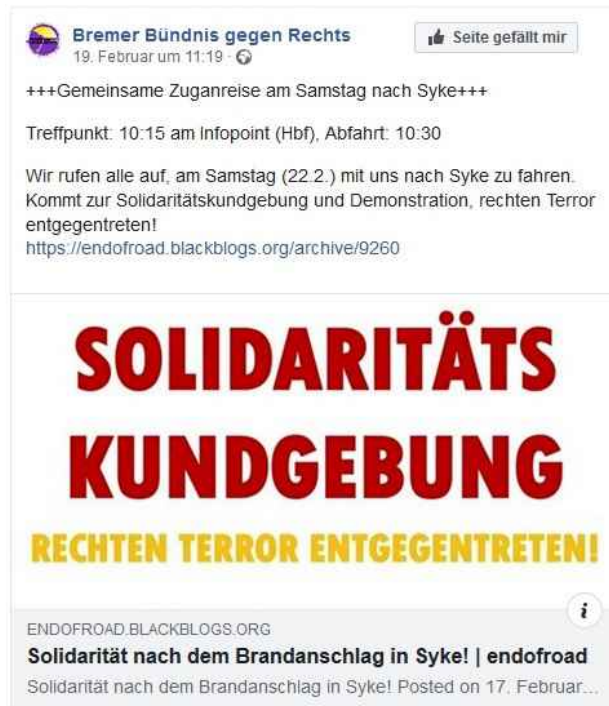 Bremer Bündnis gegen Rechts
Seite gefällt mir
19. Februar um 11:19 ·
+++Gemeinsame Zuganreise am Samstag nach Syke+++
Treffpunkt: 10:15 am Infopoint (Hbf), Abfahrt: 10:30
Wir rufen alle auf, am Samstag (22.2.) mit uns nach Syke zu fahren.
Kommt zur Solidaritätskundgebung und Demonstration, rechten Terror
entgegentreten!
https://endofroad.blackblogs.org/archive/9260
SOLIDARITÄTS
KUNDGEBUNG
RECHTEN TERROR ENTGEGENTRETEN!
i
ENDOFROAD.BLACKBLOGS.ORG
Solidarität nach dem Brandanschlag in Syke! | endofroad
Solidarität nach dem Brandanschlag in Syke! Posted on 17. Februar...